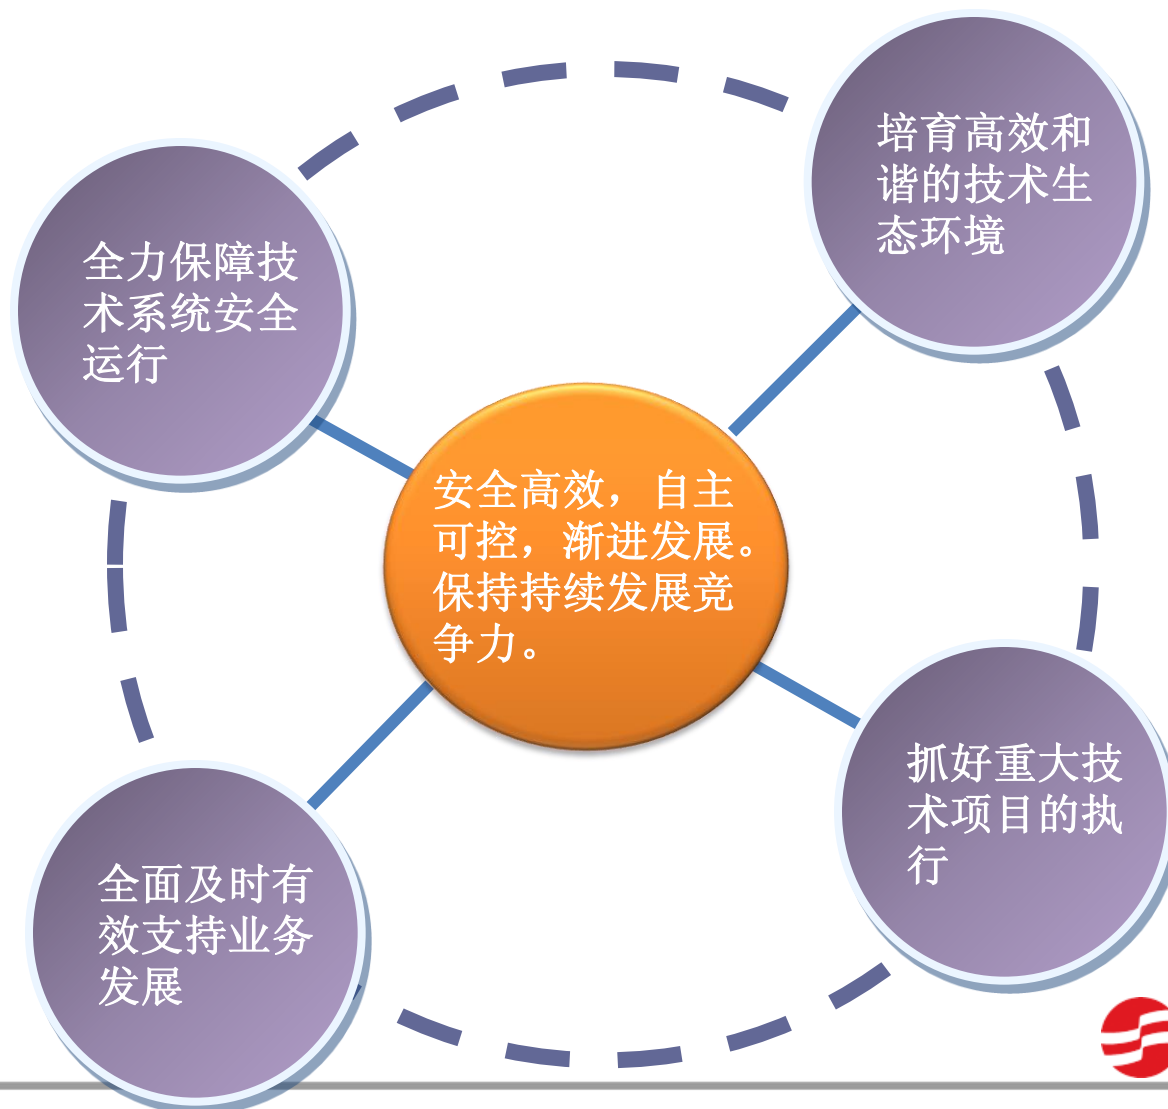 培育高效和
谐的技术生
态环境
全力保障技
术系统安全
运行
安全高效，自主
可控，渐进发展。
保持持续发展竞
争力。
抓好重大技
术项目的执
行
全面及时有
效支持业务
发展